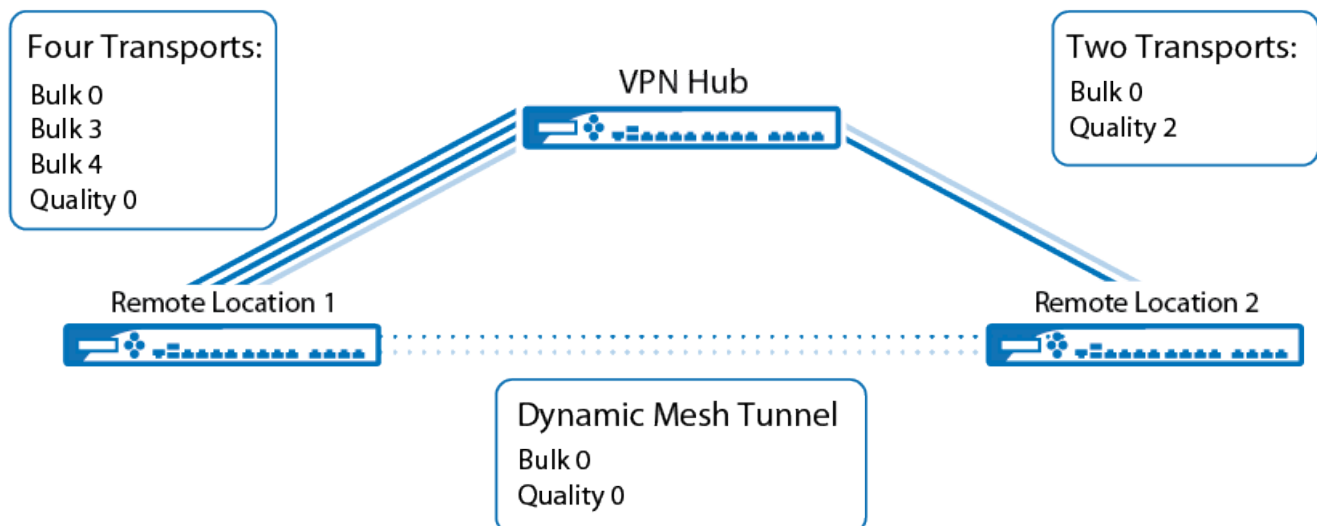 Four Transports:
Bulk 0
Bulk 3
Bulk 4
Quality 0
VPN Hub
Two Transports:
Bulk 0
Quality 2
Remote Location 1
Remote Location 2
Dynamic Mesh Tunnel
Bulk 0
Quality 0